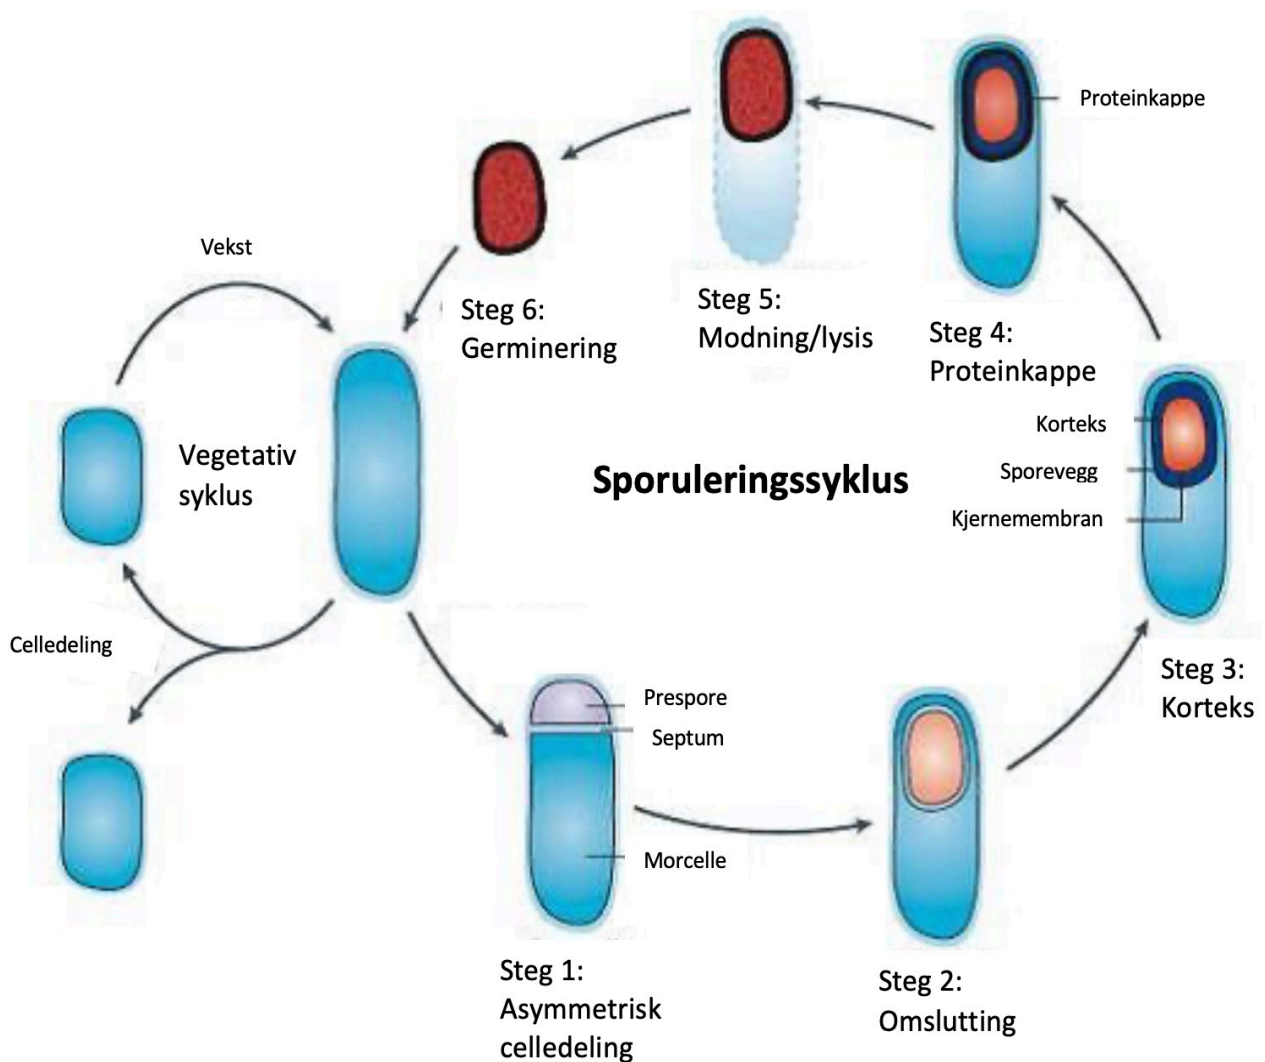 Proteinkappe
Vekst
Steg 6:
Germinering
Steg 5:
Modning/lysis
Steg 4:
Proteinkappe
Korteks
Sporevegg
Kjernemembran
Vegetativ
syklus
Sporuleringssyklus
Celledeling
Steg 3:
Korteks
Prespore
Septum
Morcelle
Steg 1:
Asymmetrisk
celledeling
Steg 2:
Omslutting